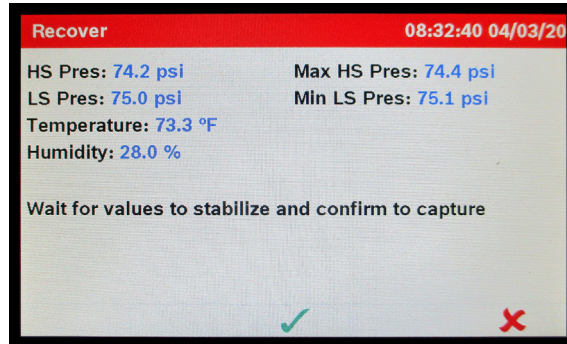 Recover 08:32:40 04/03/20
HS Pres: 74.2 psi Max HS Pres: 74.4 psi
LS Pres: 75.0 psi Min LS Pres: 75.1 psi
Temperature: 73.3 ºF
Humidity: 28.0 %
Wait for values to stabilize and confirm to capture